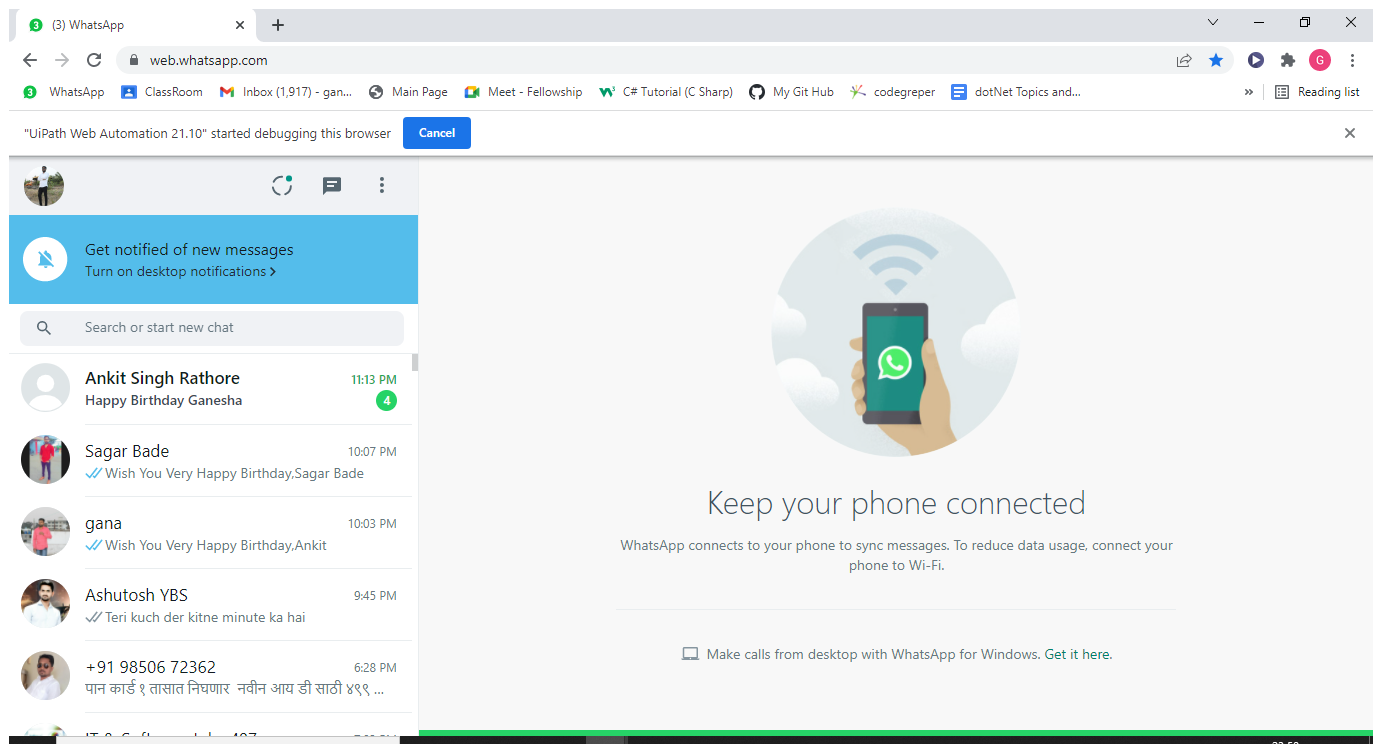 3 (3) WhatsApp
web.whatsapp.com
G
3 WhatsApp ClassRoom Inbox (1,917) - gan... Main Page Meet - Fellowship C# Tutorial (C Sharp) My Git Hub codegreper dotNet Topics and... » Reading list
"UiPath Web Automation 21.10" started debugging this browser Cancel
Get notified of new messages
Turn on desktop notifications
Search or start new chat
Ankit Singh Rathore 11:13 PM
Happy Birthday Ganesha 4
Sagar Bade 10:07 PM
Wish You Very Happy Birthday,Sagar Bade
gana 10:03 PM
Wish You Very Happy Birthday,Ankit
Ashutosh YBS 9:45 PM
Teri kuch der kitne minute ka hai
+91 98506 72362 6:28 PM
पान कार्ड १ तासात निघणार नवीन आय डी साठी ४९९ ...
Keep your phone connected
WhatsApp connects to your phone to sync messages. To reduce data usage, connect your
phone to Wi-Fi.
Make calls from desktop with WhatsApp for Windows. Get it here.